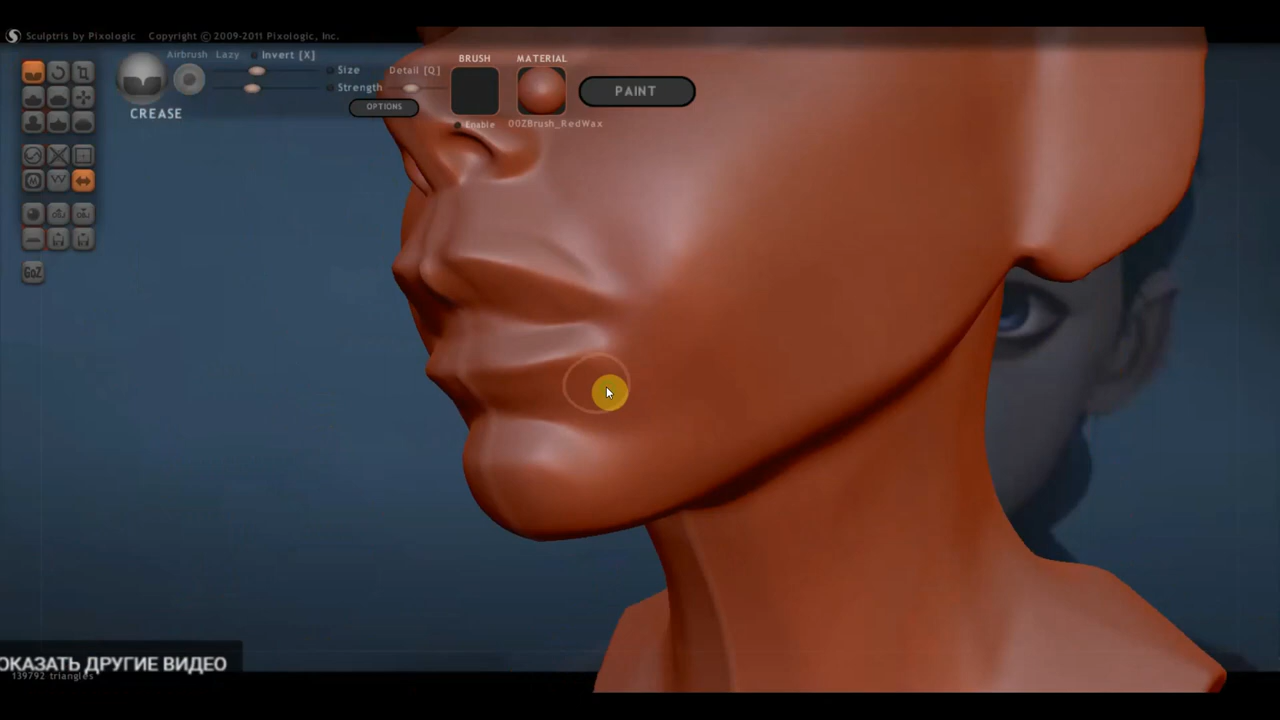 Sculptris by Pixologic Copyright © 2009-2011 Pixologic, Inc.
Airbrush Lazy Invert [X]
Size Detail [Q]
Strength
OPTIONS
CREASE
BRUSH
Enable
MATERIAL
00ZBrush_RedWax
PAINT
GoZ
ОКАЗАТЬ ДРУГИЕ ВИДЕО
139792 triangles